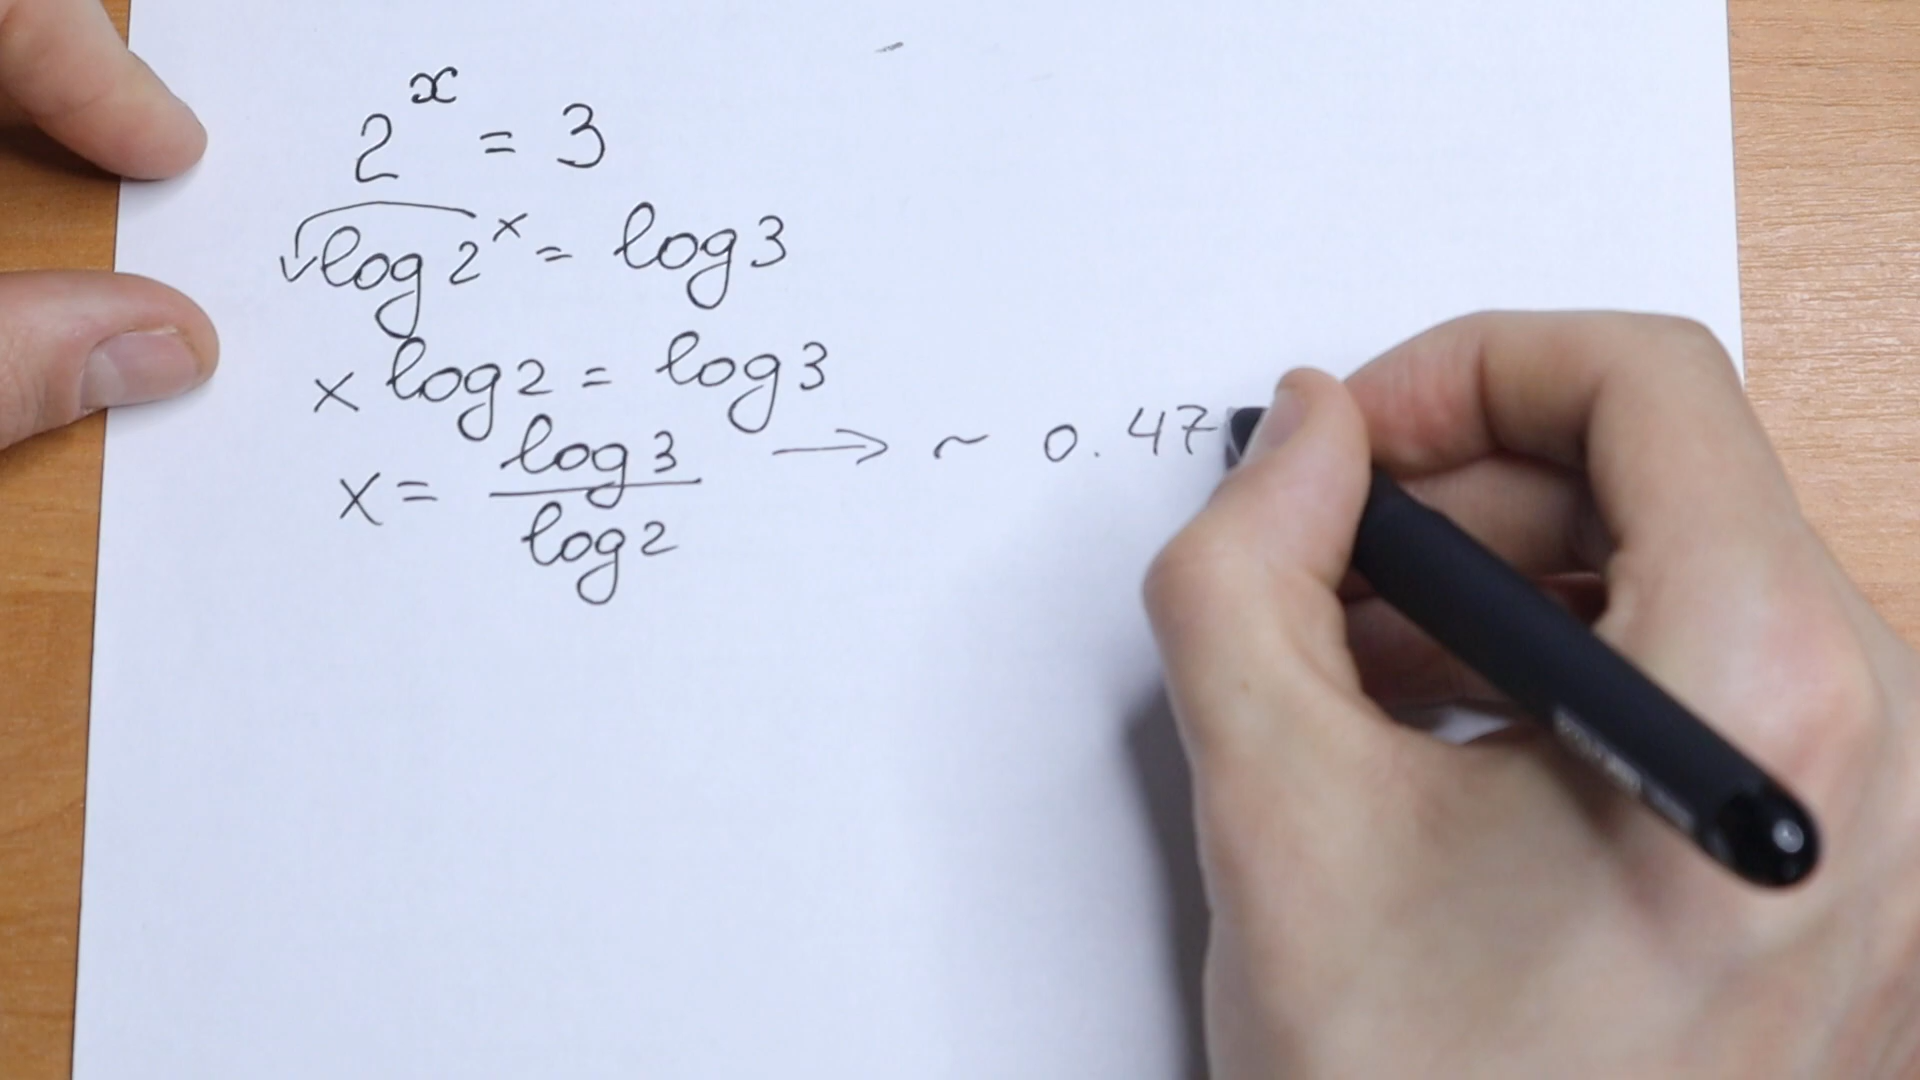 2^x = 3
log 2^x = log 3
x log 2 = log 3
x = log 3 / log 2 → ~ 0.47